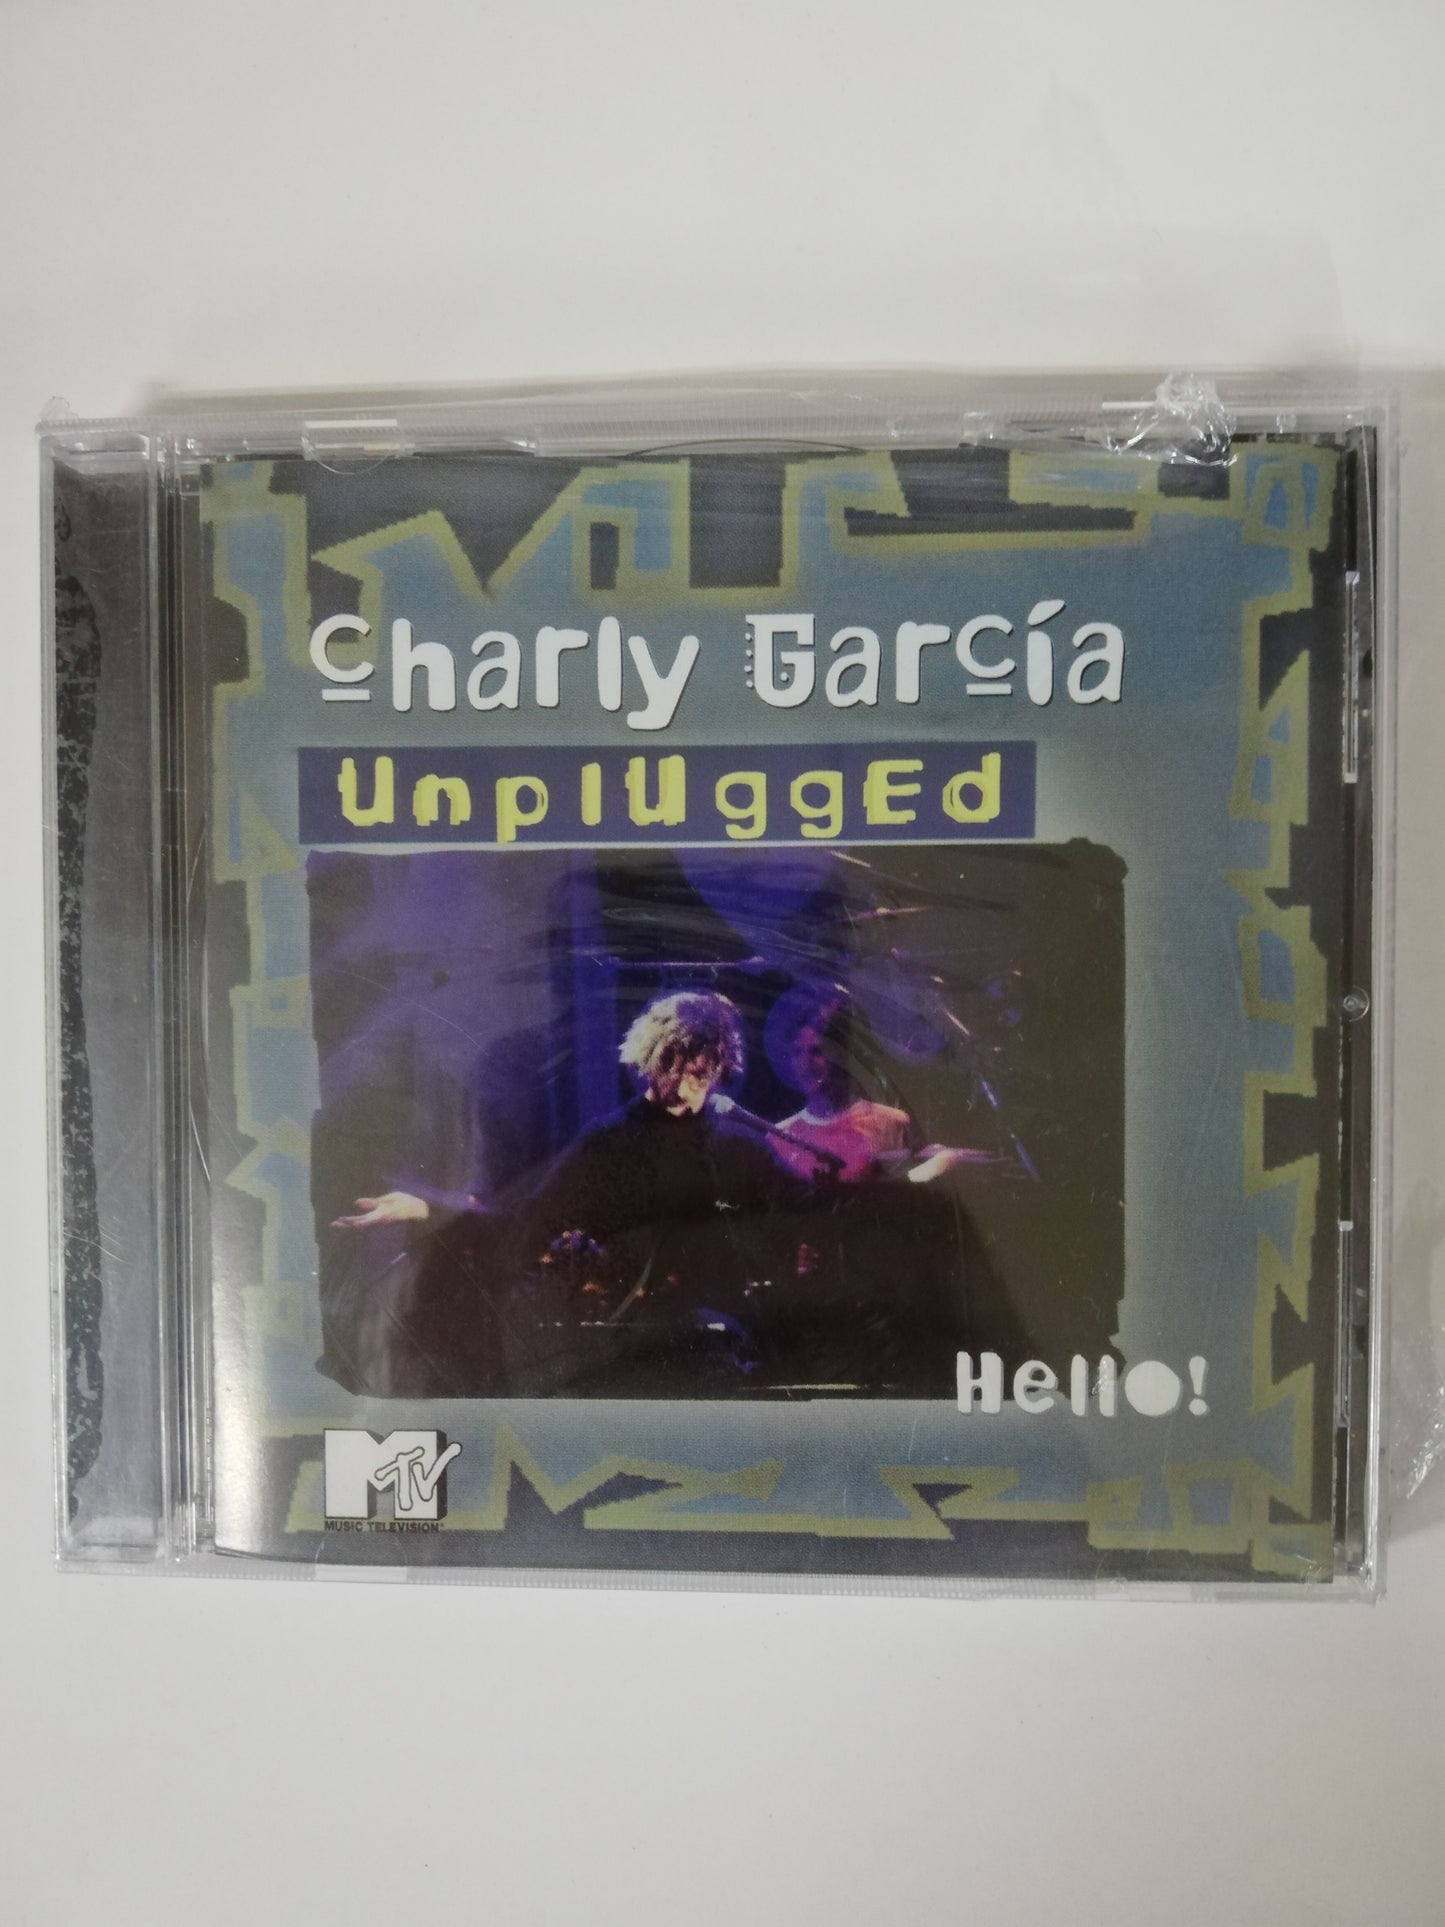 Charly García
Unplugged
Hello!
MTV
MUSIC TELEVISION